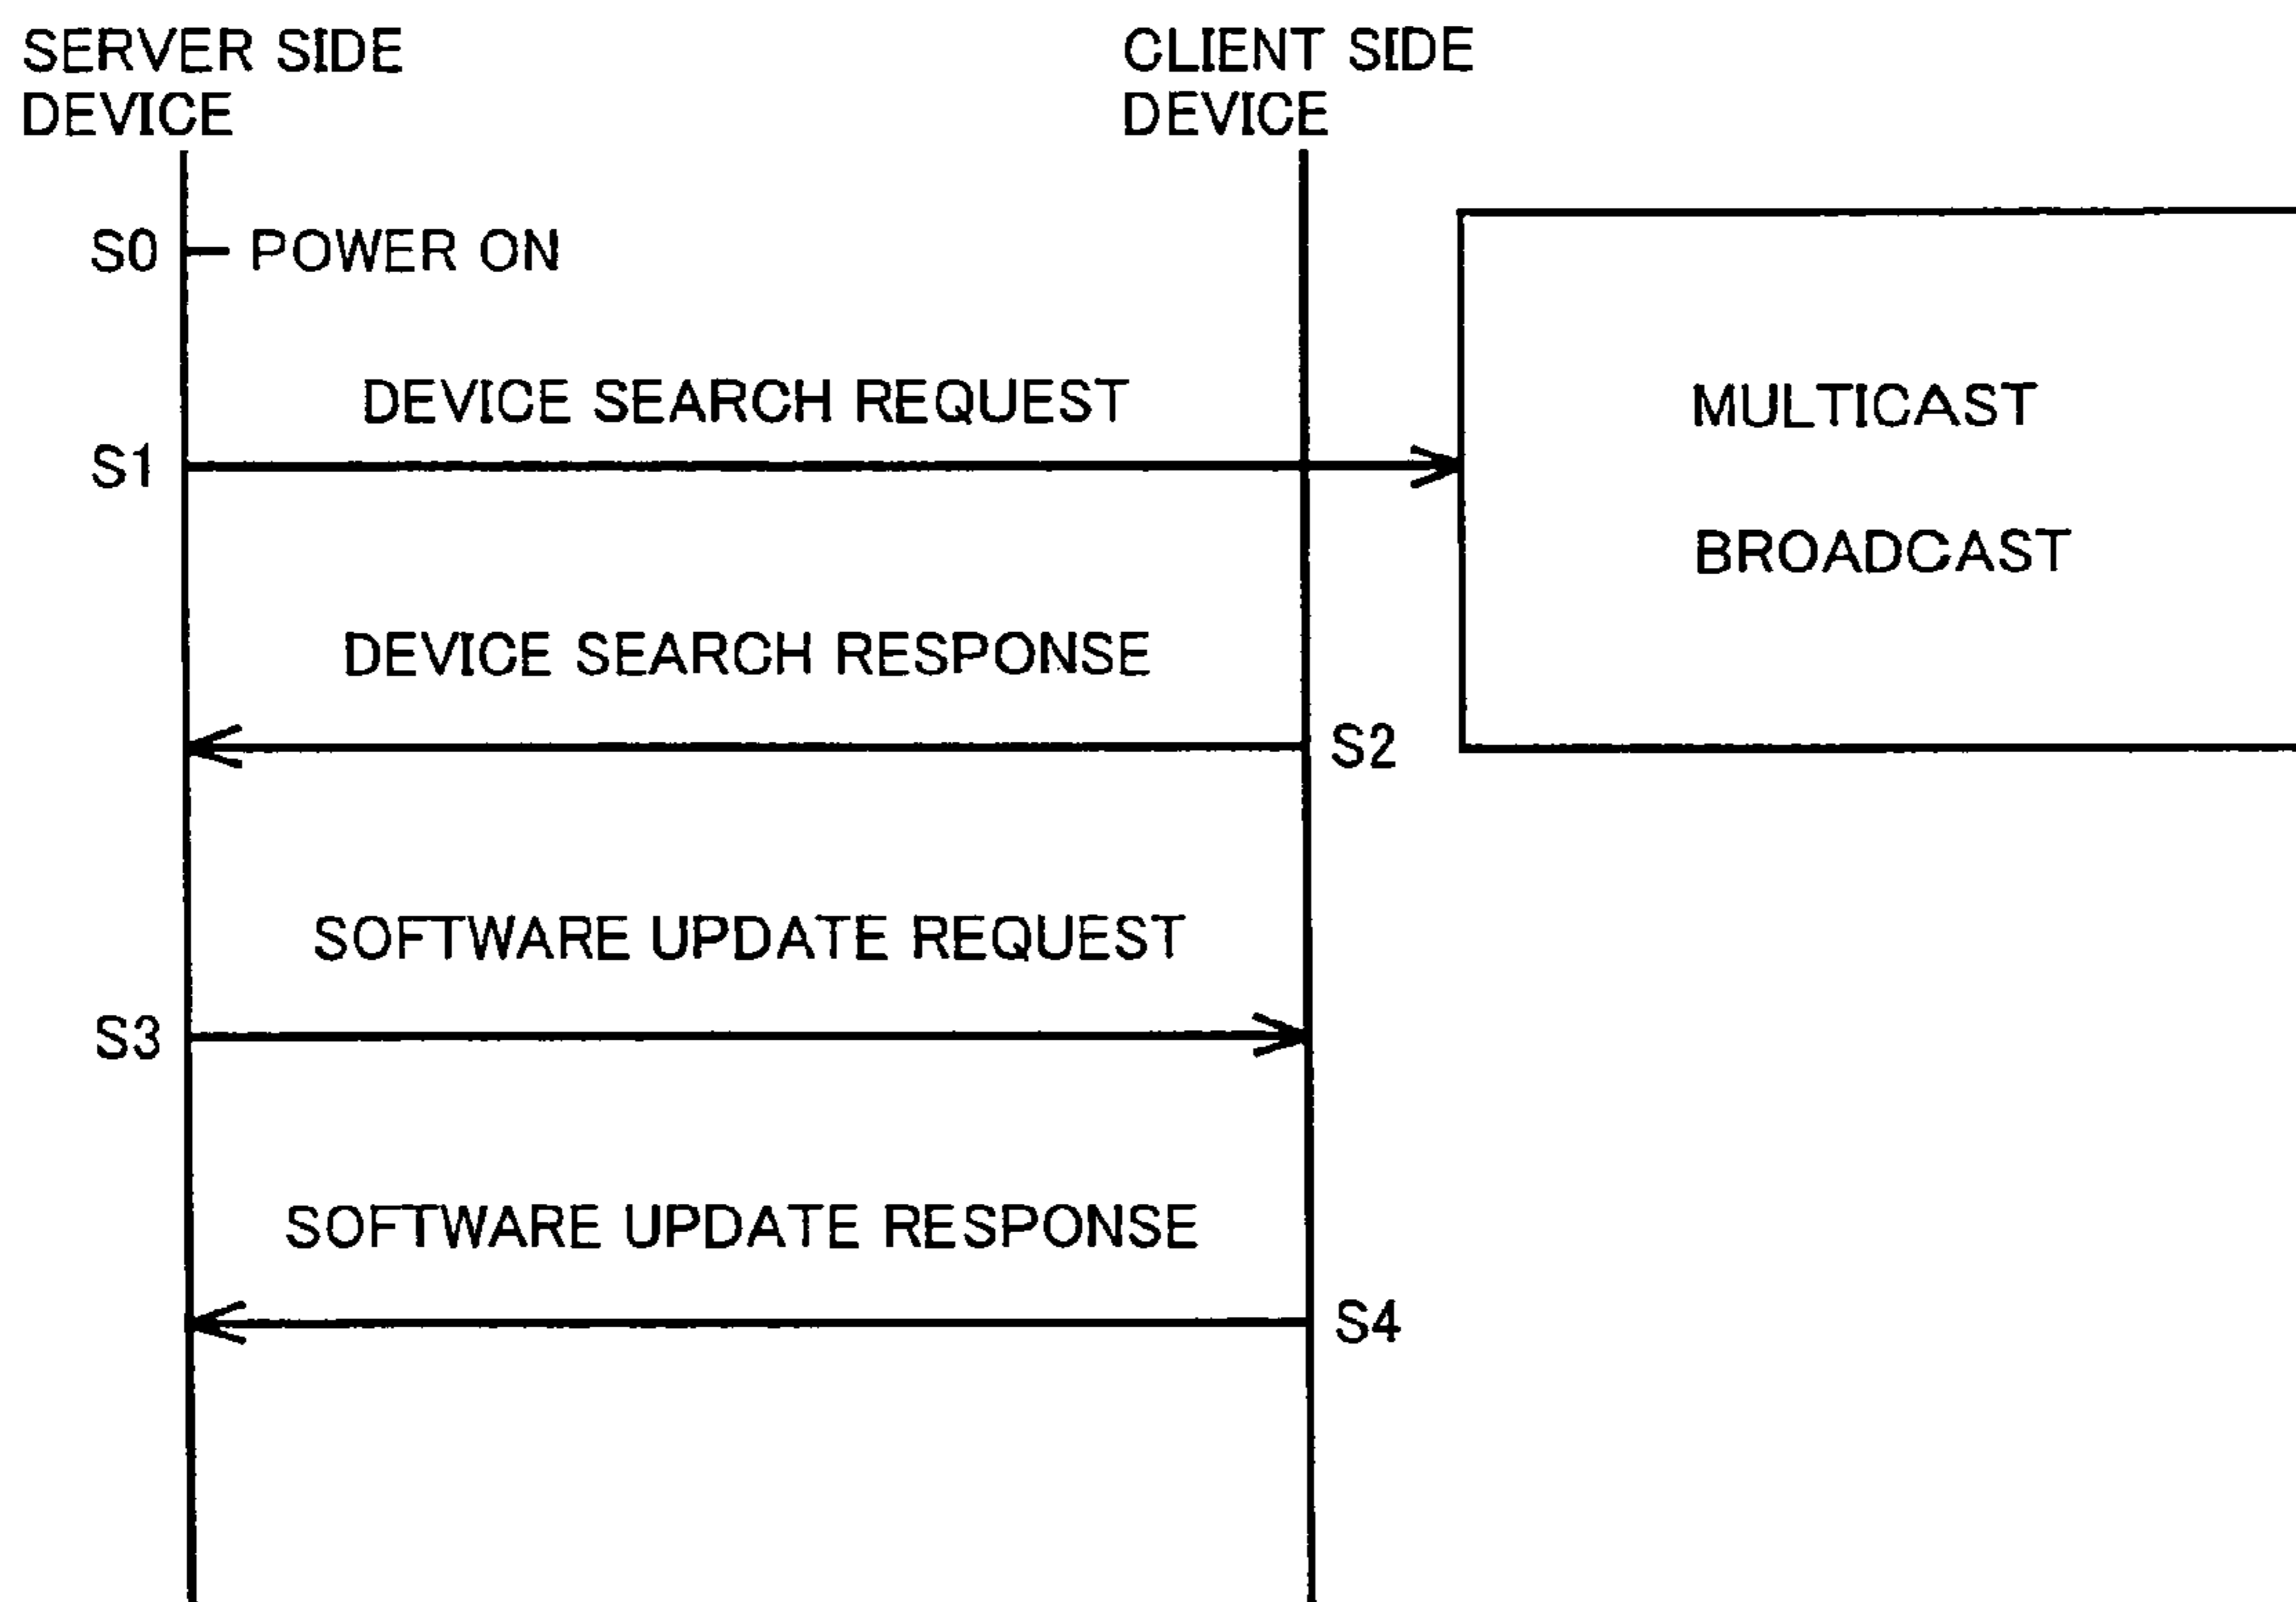 SERVER SIDE
DEVICE
CLIENT SIDE
DEVICE
S0
POWER ON
DEVICE SEARCH REQUEST
S1
MULTICAST
BROADCAST
DEVICE SEARCH RESPONSE
S2
SOFTWARE UPDATE REQUEST
S3
SOFTWARE UPDATE RESPONSE
S4